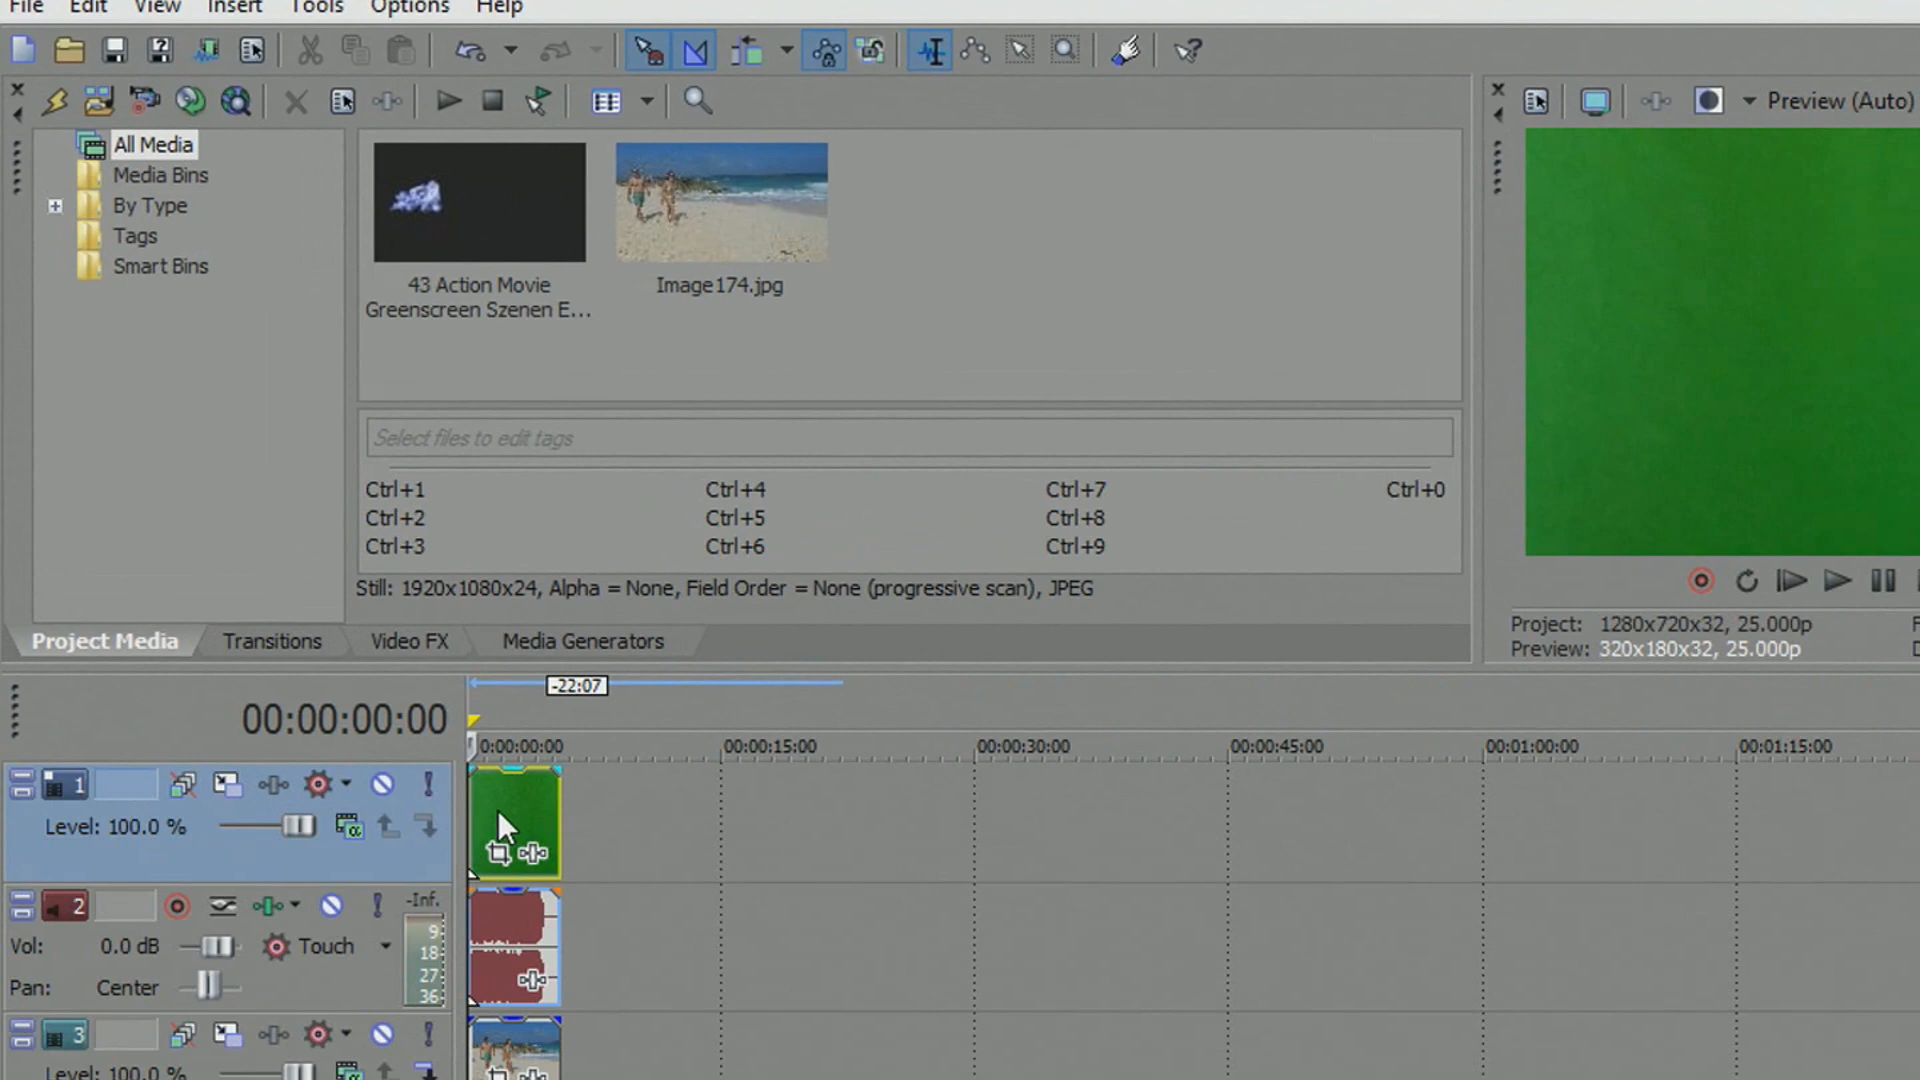 File Edit View Insert Tools Options Help
Preview (Auto)
All Media
Media Bins
By Type
Tags
Smart Bins
43 Action Movie
Greenscreen Szenen E...
Image174.jpg
Select files to edit tags
Ctrl+1 Ctrl+4 Ctrl+7 Ctrl+0
Ctrl+2 Ctrl+5 Ctrl+8
Ctrl+3 Ctrl+6 Ctrl+9
Still: 1920x1080x24, Alpha = None, Field Order = None (progressive scan), JPEG
Project Media Transitions Video FX Media Generators
Project: 1280x720x32, 25.000p
Preview: 320x180x32, 25.000p
-22:07
00:00:00:00
0:00:00:00 00:00:15:00 00:00:30:00 00:00:45:00 00:01:00:00 00:01:15:00
1
Level: 100.0 %
2 -Inf.
Vol: 0.0 dB Touch
Pan: Center
9
18
27
36
3
Level: 100.0 %